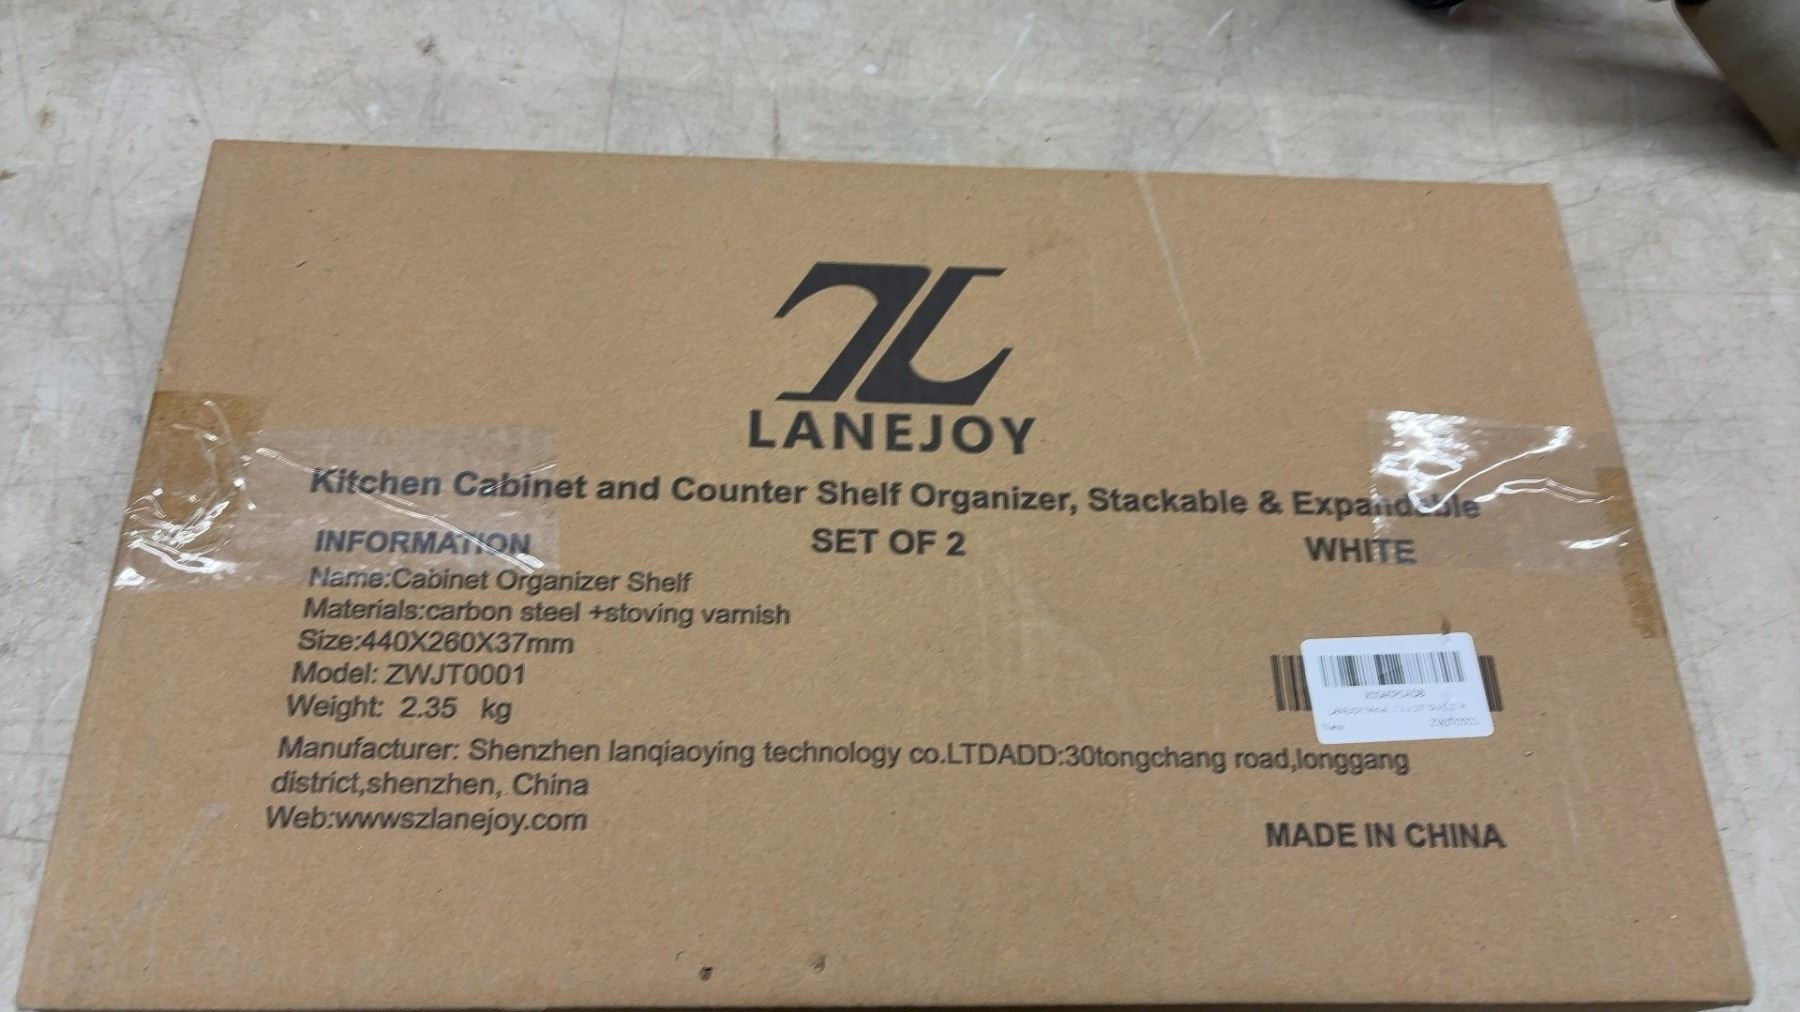 LANEJOY
Kitchen Cabinet and Counter Shelf Organizer, Stackable & Expandable
INFORMATION
SET OF 2
WHITE
Name:Cabinet Organizer Shelf
Materials:carbon steel +stoving varnish
Size:440X260X37mm
Model: ZWJT0001
Weight: 2.35 kg
Manufacturer: Shenzhen lanqiaoying technology co.LTDADD:30tongchang road,longgang
district,shenzhen, China
Web:wwwszlanejoy.com
MADE IN CHINA